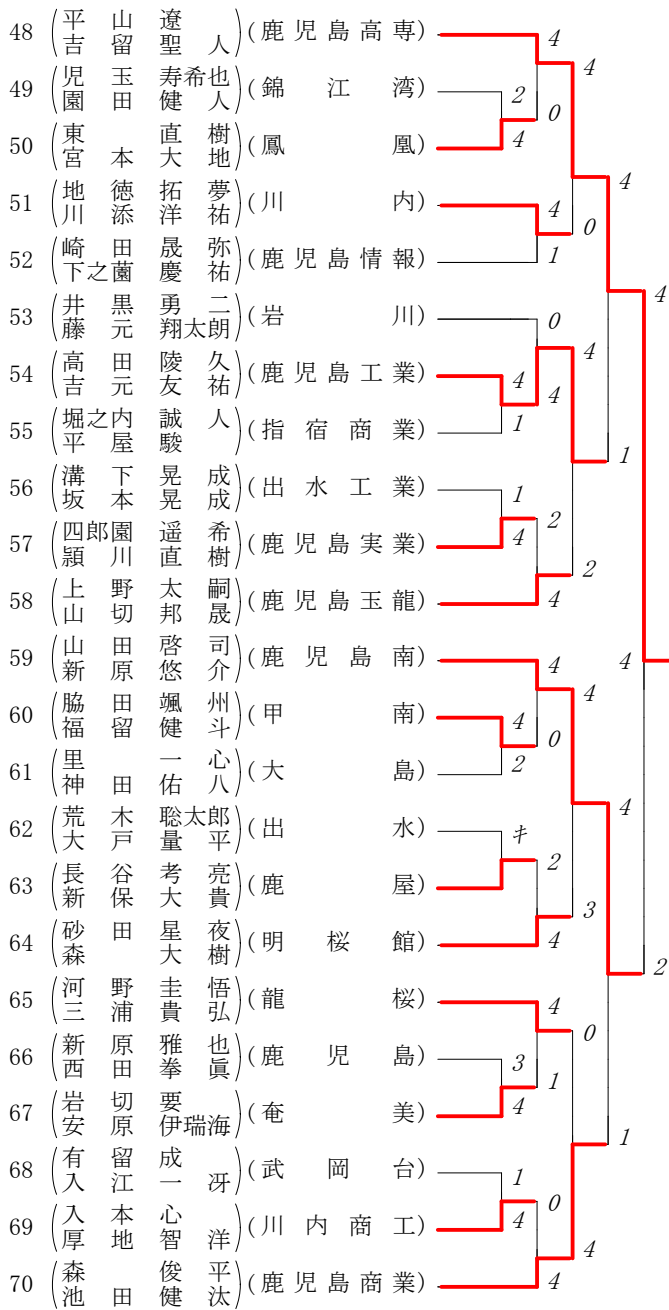 48 (平山遼 吉留聖人) (鹿児島高専) 4
4
49 (児玉寿希也 園田健人) (錦江湾) 2
0
50 (東直樹 宮本大地) (鳳凰) 4
4
51 (地徳拓夢 川添洋祐) (川内) 4
0
52 (崎田晟弥 下之薗慶祐) (鹿児島情報) 1
4
53 (井黒勇二 藤元翔太朗) (岩川) 0
4
54 (高田陵久 吉元友祐) (鹿児島工業) 4
4
55 (堀之内誠人 平屋駿) (指宿商業) 1
1
56 (溝下晃成 坂本晃成) (出水工業) 1
2
57 (四郎園遥希 頴川直樹) (鹿児島実業) 4
2
58 (上野太嗣 山切邦晟) (鹿児島玉龍) 4
4
59 (山田啓司 新原悠介) (鹿児島南) 4
4
60 (脇田颯州 福留健斗) (甲南) 4
0
61 (里一心 神田佑八) (大島) 2
4
62 (荒木聡太郎 大戸量平) (出水) キ
2
63 (長谷考亮 新保大貴) (鹿屋)
3
64 (砂田星夜 森大樹) (明桜館) 4
2
65 (河野圭悟 三浦貴弘) (龍桜) 4
0
66 (新原雅也 西田拳眞) (鹿児島) 3
1
67 (岩切要 安原伊瑞海) (奄美) 4
1
68 (有留成 入江一冴) (武岡台) 1
0
69 (入本心 厚地智洋) (川内商工) 4
4
70 (森俊平 池田健汰) (鹿児島商業) 4